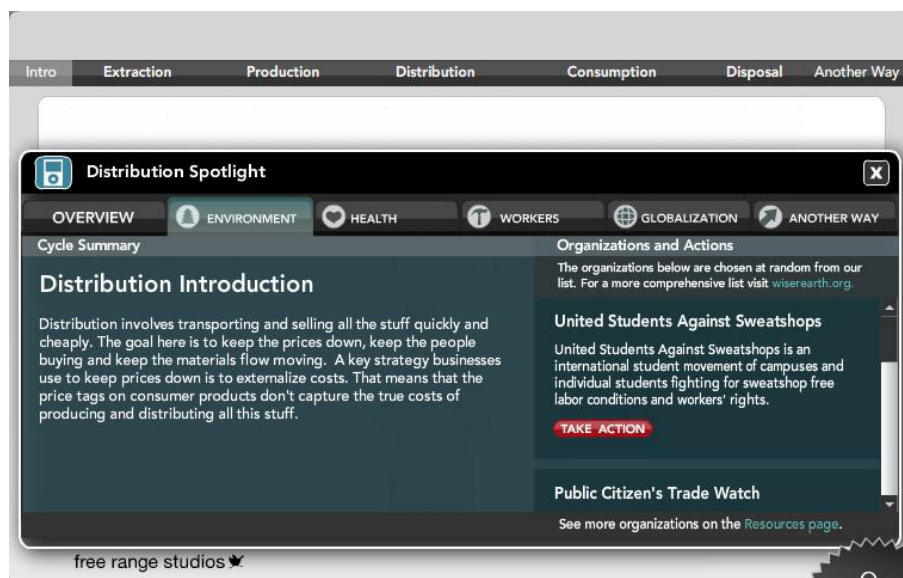 Intro Extraction Production Distribution Consumption Disposal Another Way
Distribution Spotlight X
OVERVIEW ENVIRONMENT HEALTH WORKERS GLOBALIZATION ANOTHER WAY
Cycle Summary
Distribution Introduction
Distribution involves transporting and selling all the stuff quickly and
cheaply. The goal here is to keep the prices down, keep the people
buying and keep the materials flow moving. A key strategy businesses
use to keep prices down is to externalize costs. That means that the
price tags on consumer products don't capture the true costs of
producing and distributing all this stuff.
Organizations and Actions
The organizations below are chosen at random from our
list. For a more comprehensive list visit wiserearth.org.
United Students Against Sweatshops
United Students Against Sweatshops is an
international student movement of campuses and
individual students fighting for sweatshop free
labor conditions and workers' rights.
TAKE ACTION
Public Citizen's Trade Watch
See more organizations on the Resources page.
free range studios